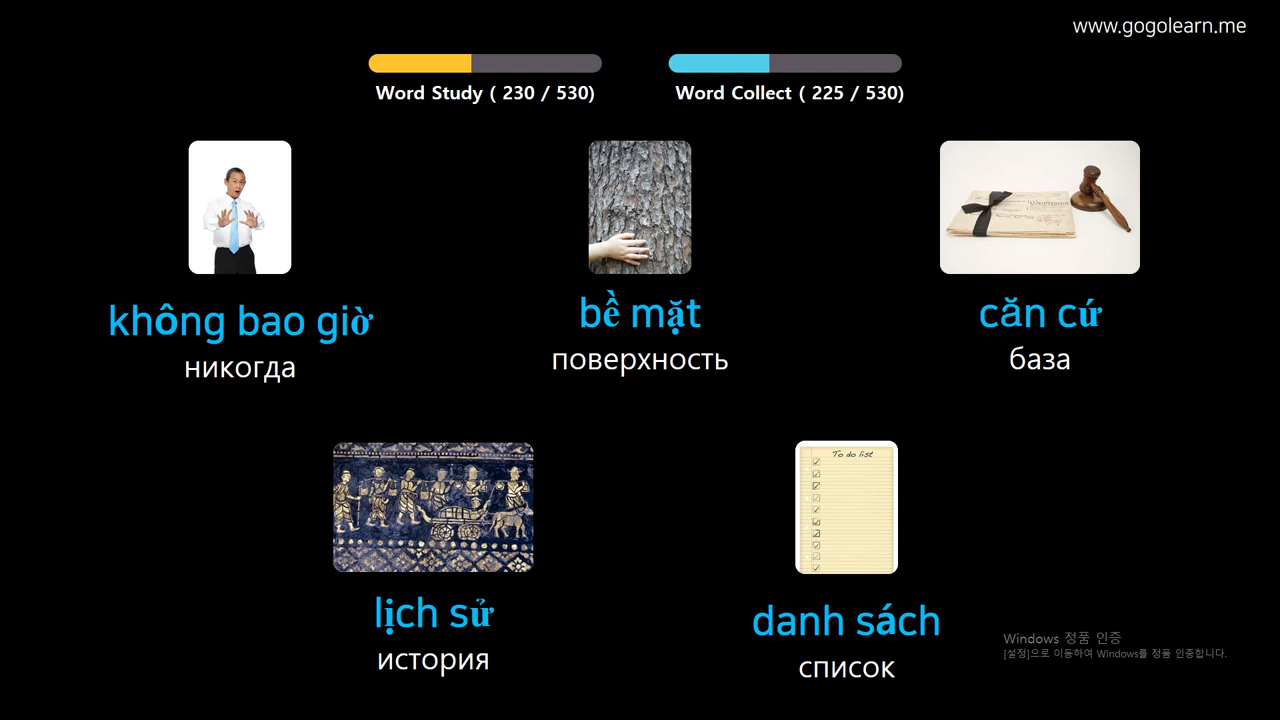 www.gogolearn.me
Word Study ( 230 / 530)
Word Collect ( 225 / 530)
không bao giờ
никогда
bề mặt
поверхность
căn cứ
база
To do list
lịch sử
история
danh sách
список
Windows 정품 인증
[설정]으로 이동하여 Windows를 정품 인증합니다.